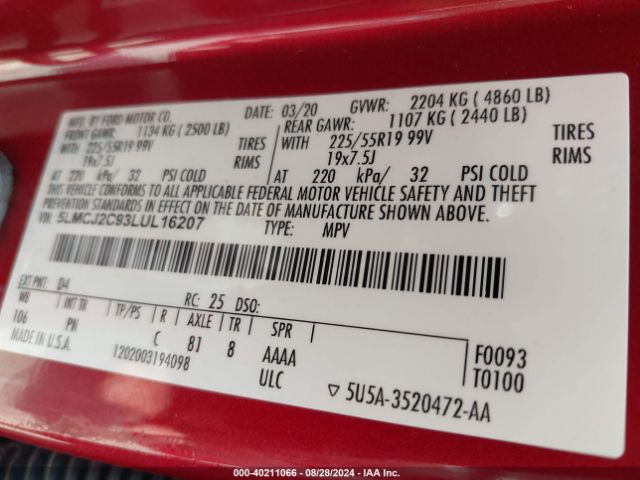 MFD. BY FORD MOTOR CO. DATE: 03/20 GVWR: 2204 KG ( 4860 LB)
FRONT GAWR: 1134 KG ( 2500 LB) REAR GAWR: 1107 KG ( 2440 LB)
WITH 225/55R19 99V TIRES WITH 225/55R19 99V TIRES
19x7.5J RIMS 19x7.5J RIMS
AT 220 kPa/ 32 PSI COLD AT 220 kPa/ 32 PSI COLD
THIS VEHICLE CONFORMS TO ALL APPLICABLE FEDERAL MOTOR VEHICLE SAFETY AND THEFT
PREVENTION STANDARDS IN EFFECT ON THE DATE OF MANUFACTURE SHOWN ABOVE.
VIN: 5LMCJ2C93LUL16207 TYPE: MPV
EXT PNT: D4 RC: 25 DSO:
WB INT TR TP/PS R AXLE TR SPR
106 PN C 8J 8 AAAA F0093
MADE IN U.S.A. 1202003194098 ULC T0100
5U5A-3520472-AA
000-40211066 - 08/28/2024 - IAA Inc.